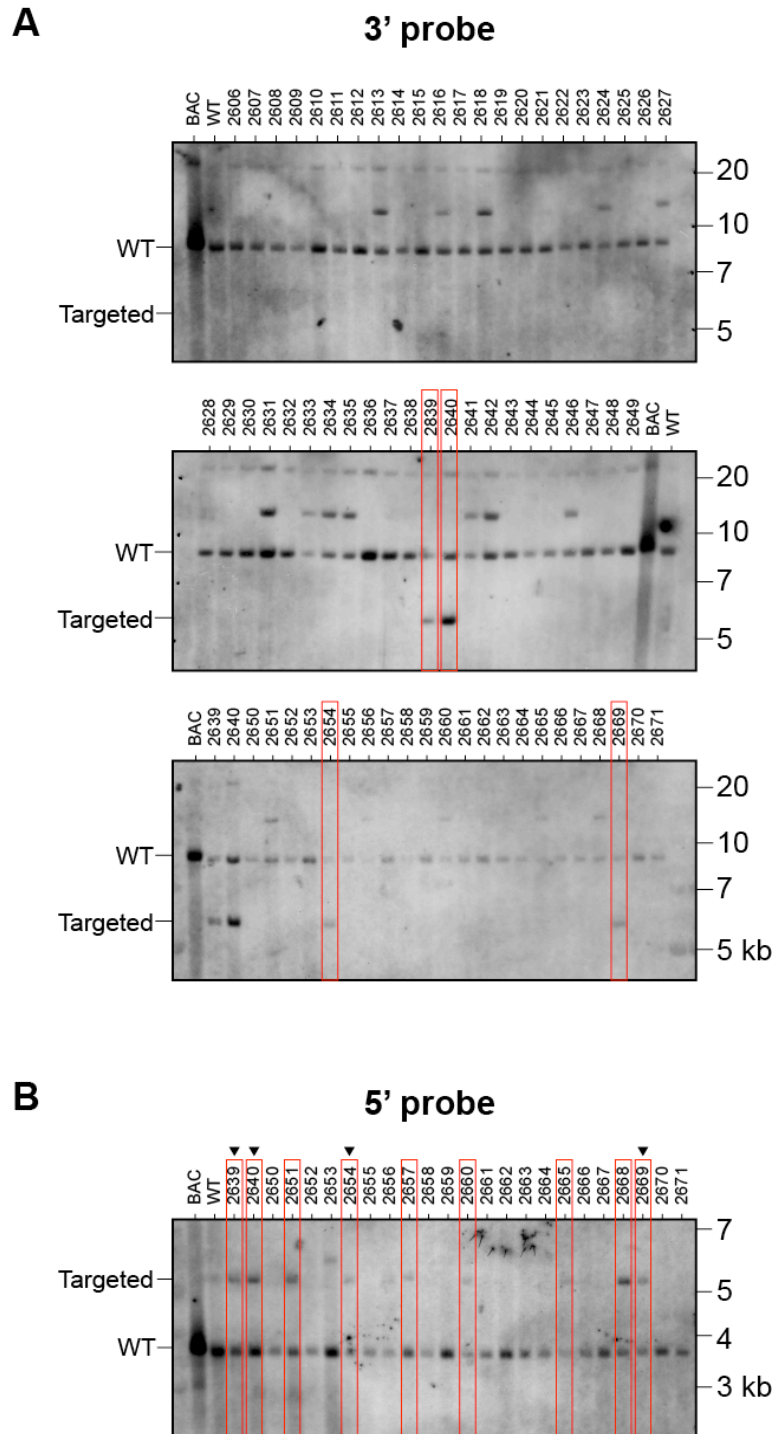 A
3’ probe
BAC WT 2606 2607 2608 2609 2610 2611 2612 2613 2614 2615 2616 2617 2618 2619 2620 2621 2622 2623 2624 2625 2626 2627
20
10
WT
7
Targeted
5
2628 2629 2630 2631 2632 2633 2634 2635 2636 2637 2638 2839 2640 2641 2642 2643 2644 2645 2646 2647 2648 2649 BAC WT
20
10
WT
7
Targeted
5
BAC 2639 2640 2650 2651 2652 2653 2654 2655 2656 2657 2658 2659 2660 2661 2662 2663 2664 2665 2666 2667 2668 2669 2670 2671
20
10
WT
7
Targeted
5 kb
B
5’ probe
BAC WT 2639 2640 2650 2651 2652 2653 2654 2655 2656 2657 2658 2659 2660 2661 2662 2663 2664 2665 2666 2667 2668 2669 2670 2671
7
Targeted
5
4
WT
3 kb